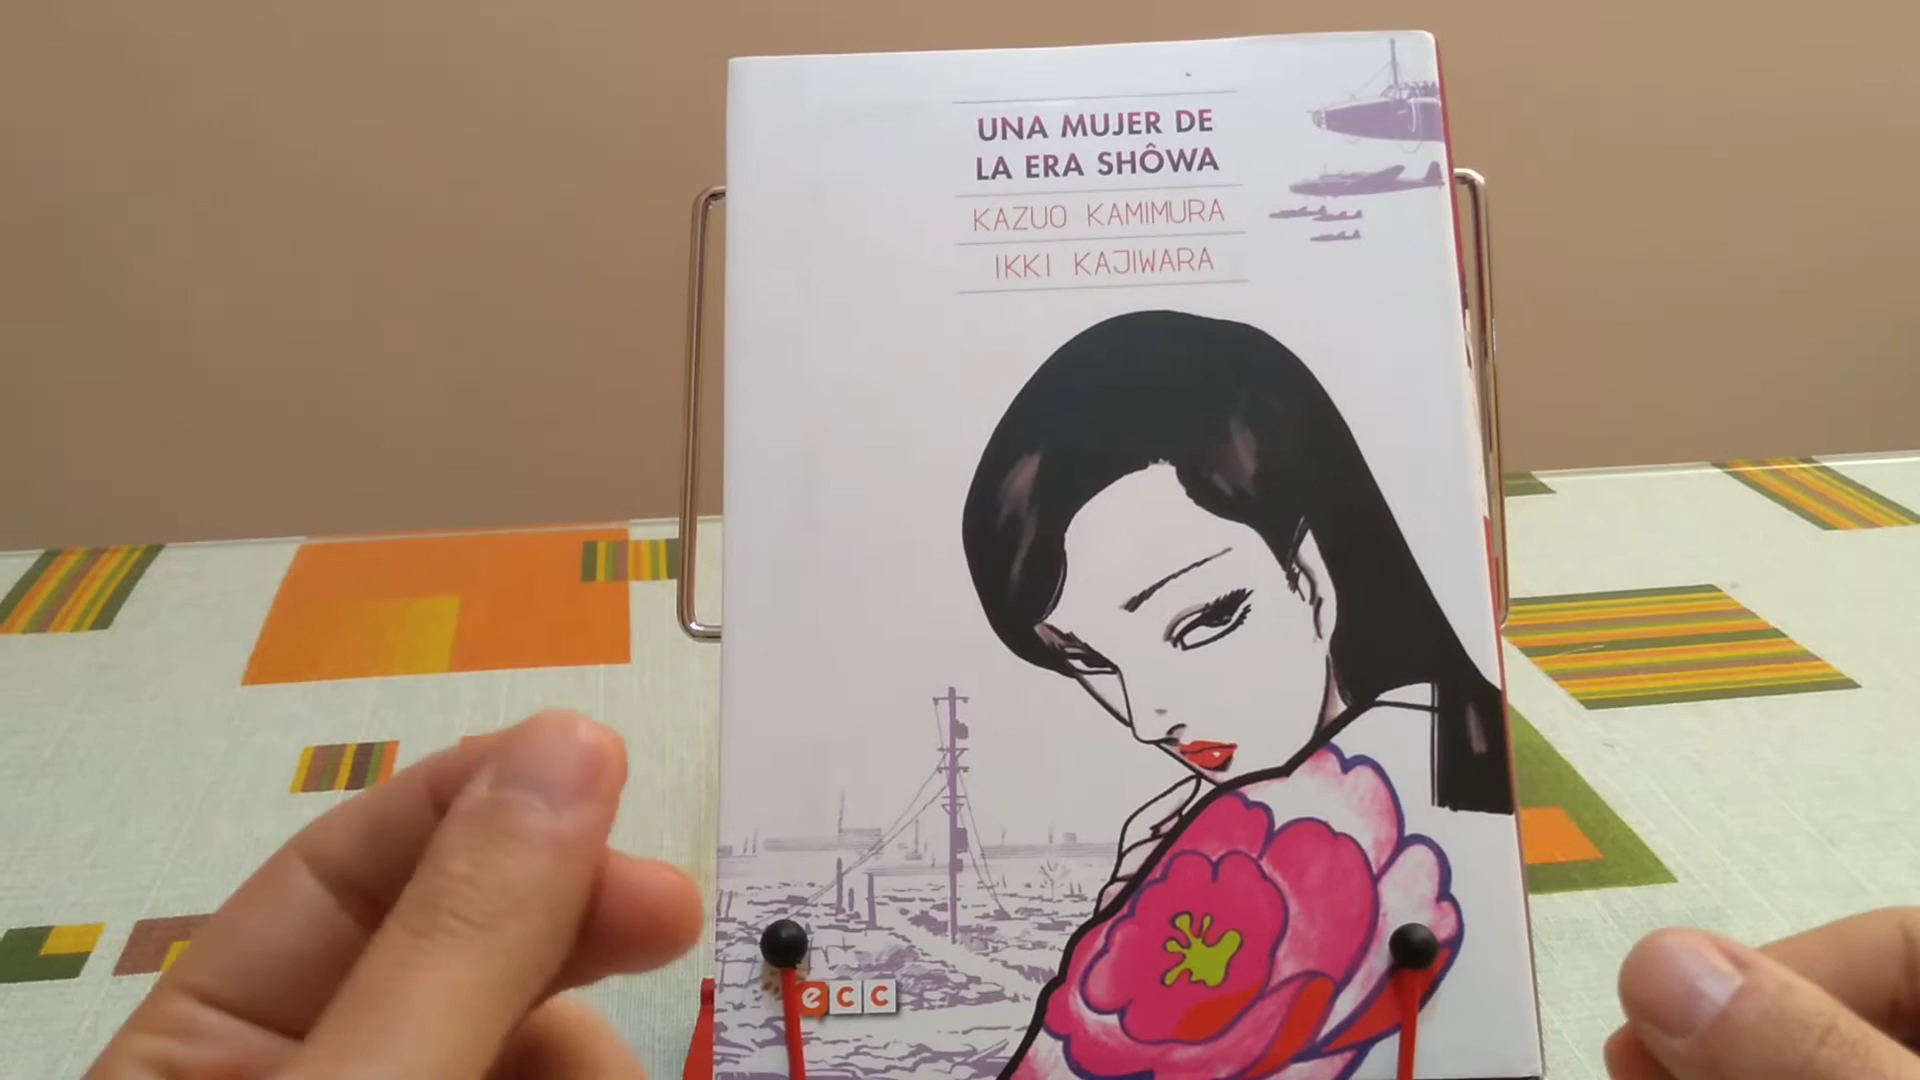 UNA MUJER DE
LA ERA SHÔWA
KAZUO KAMIMURA
IKKI KAJIWARA
ecc